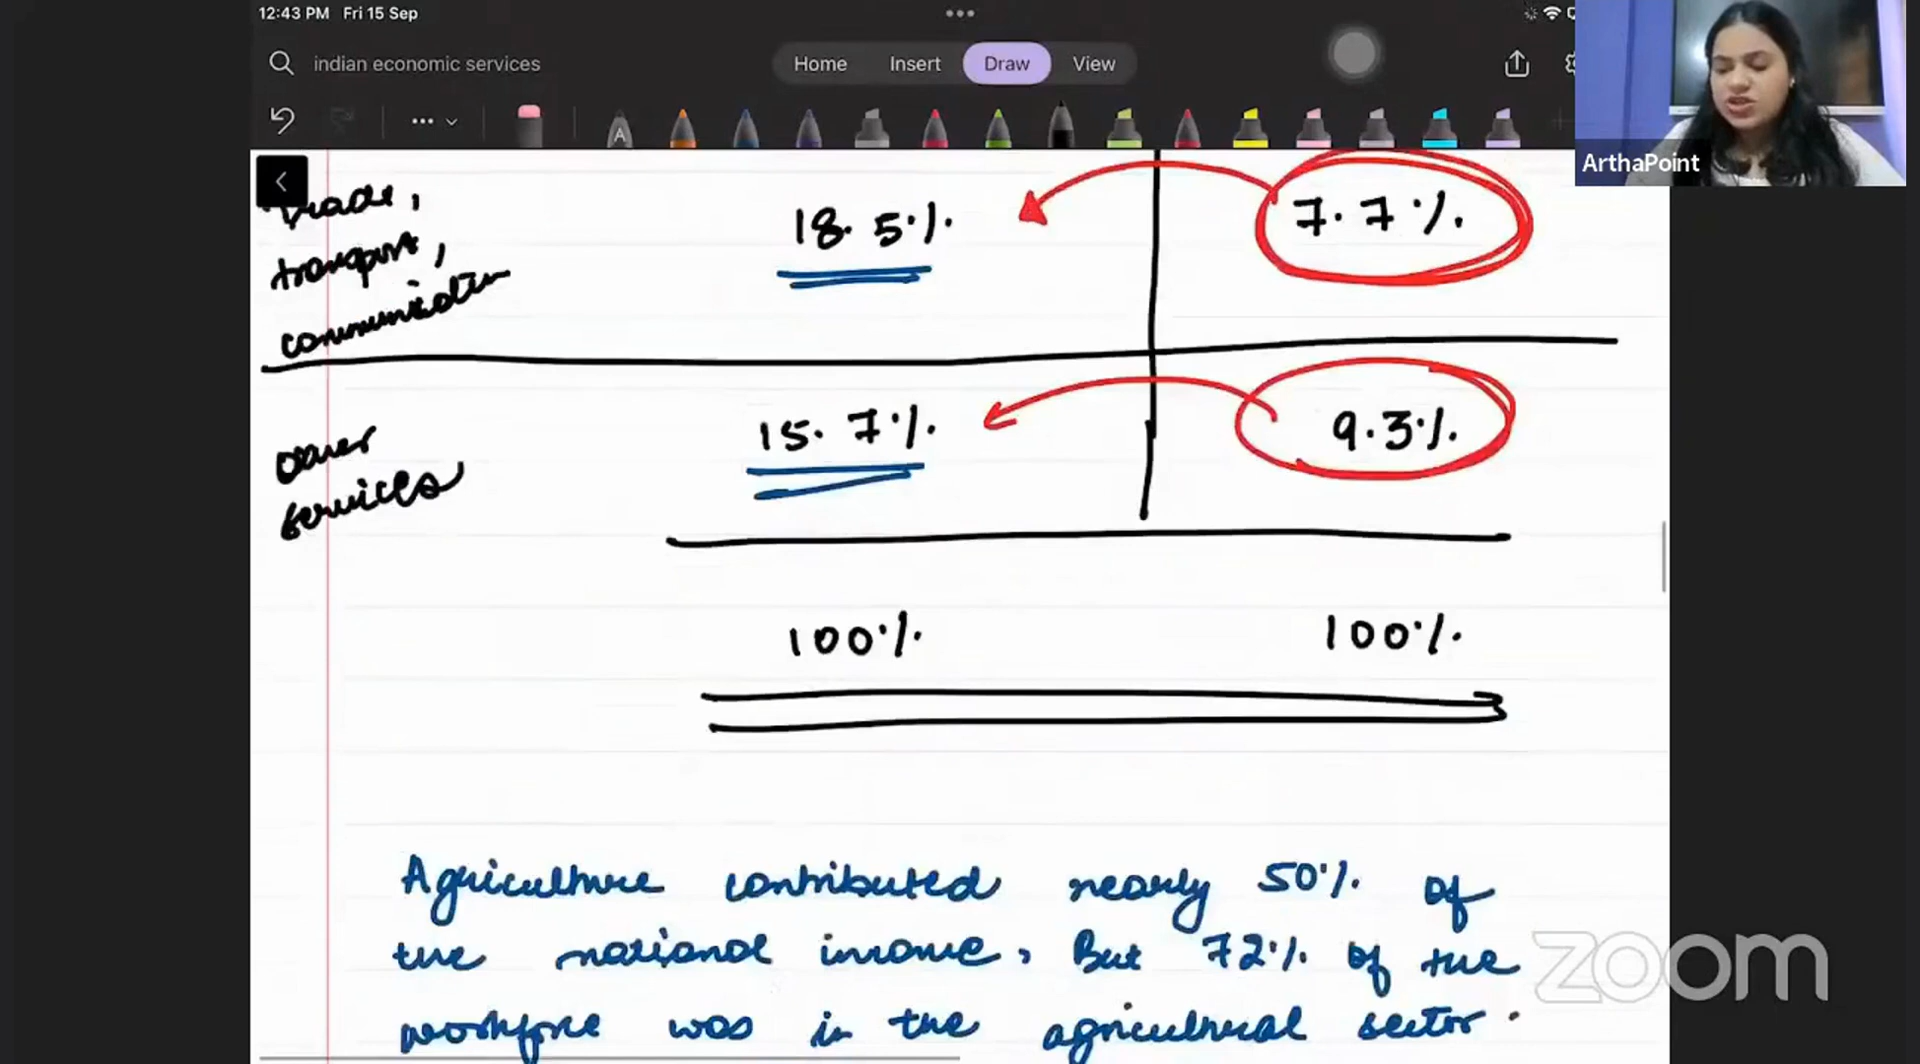 12:43 PM Fri 15 Sep
indian economic services
Home Insert Draw View
ArthaPoint
A
Trade,
transport,
communication
18.5% 7.7%
Other
services
15.7% 9.3%
100% 100%
Agriculture contributed nearly 50% of
the national income. But 72% of the
workforce was in the agricultural sector.
zoom